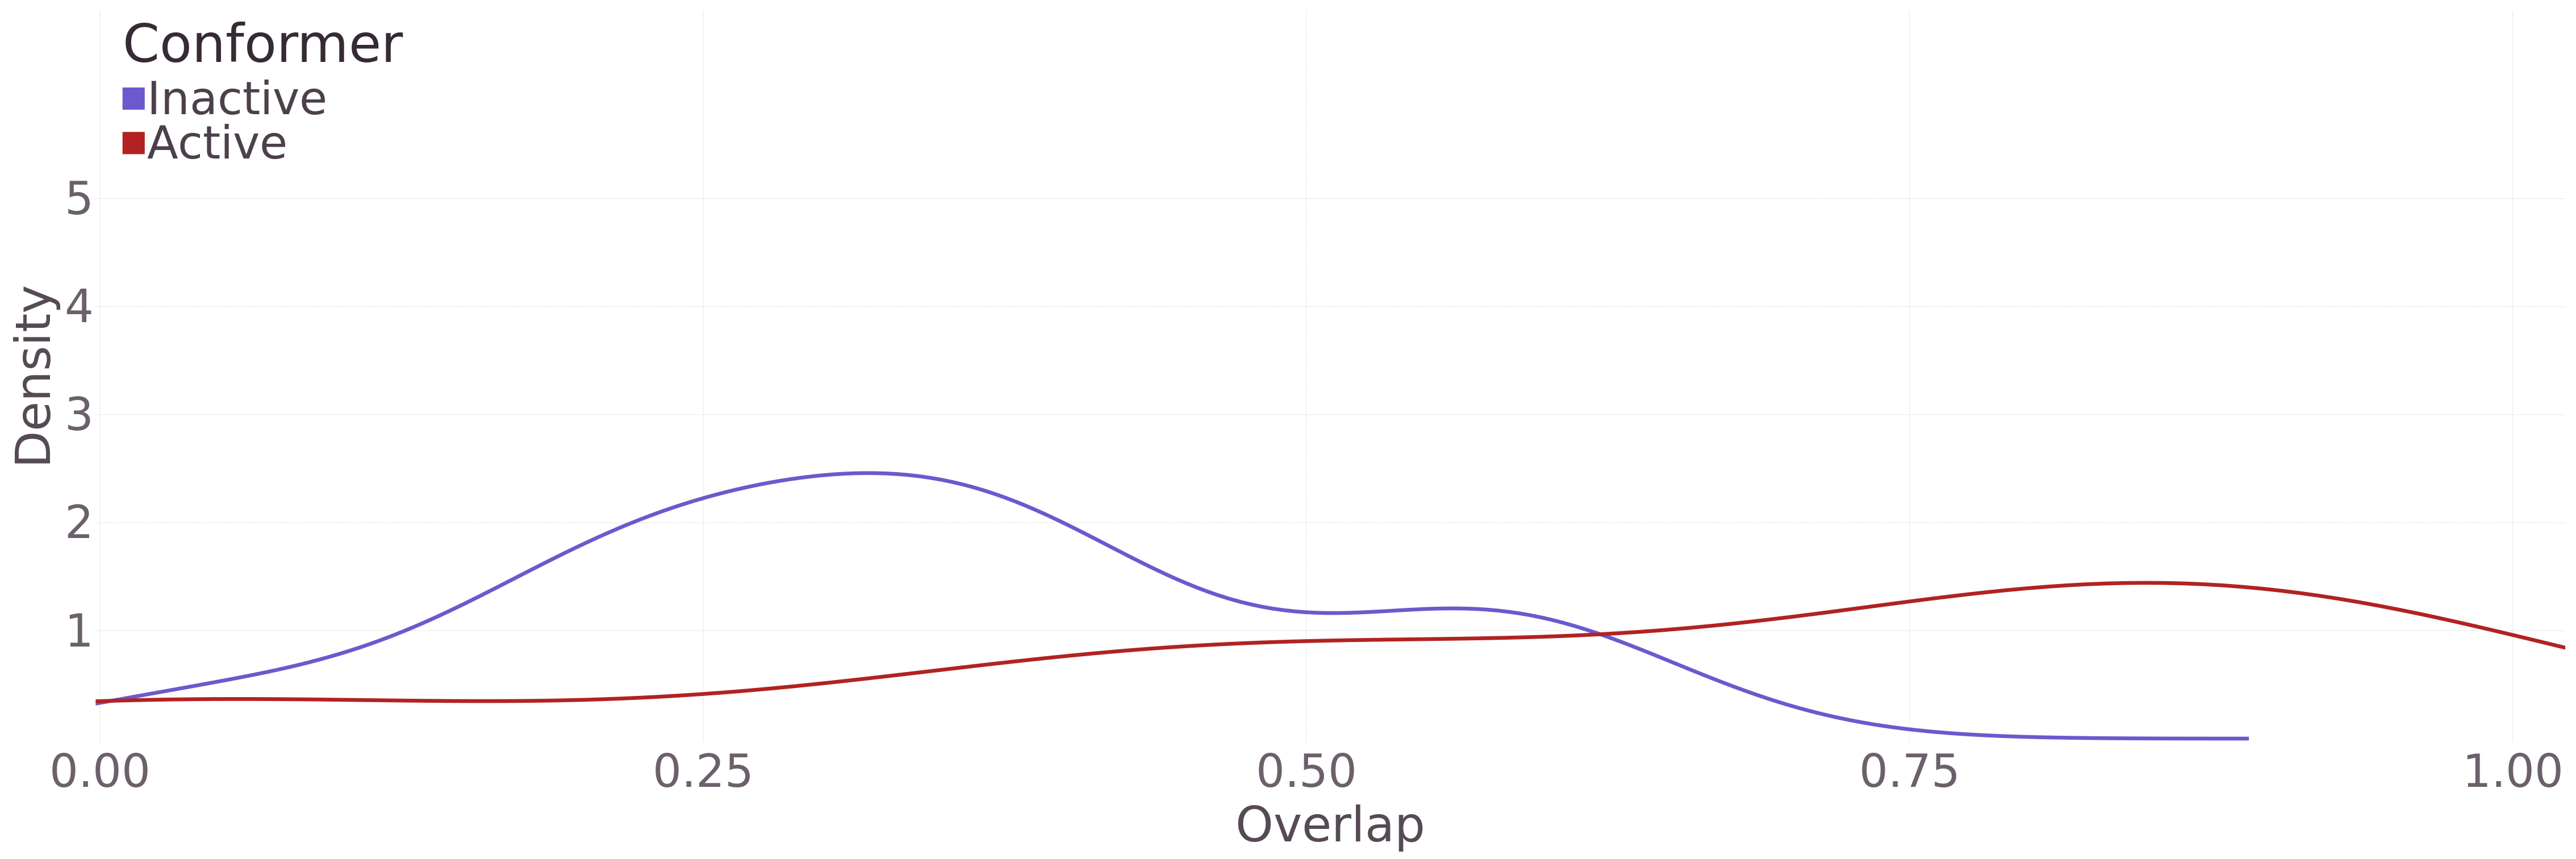 Conformer
Inactive
Active
Density
5
4
3
2
1
0.00 0.25 0.50 0.75 1.00
Overlap